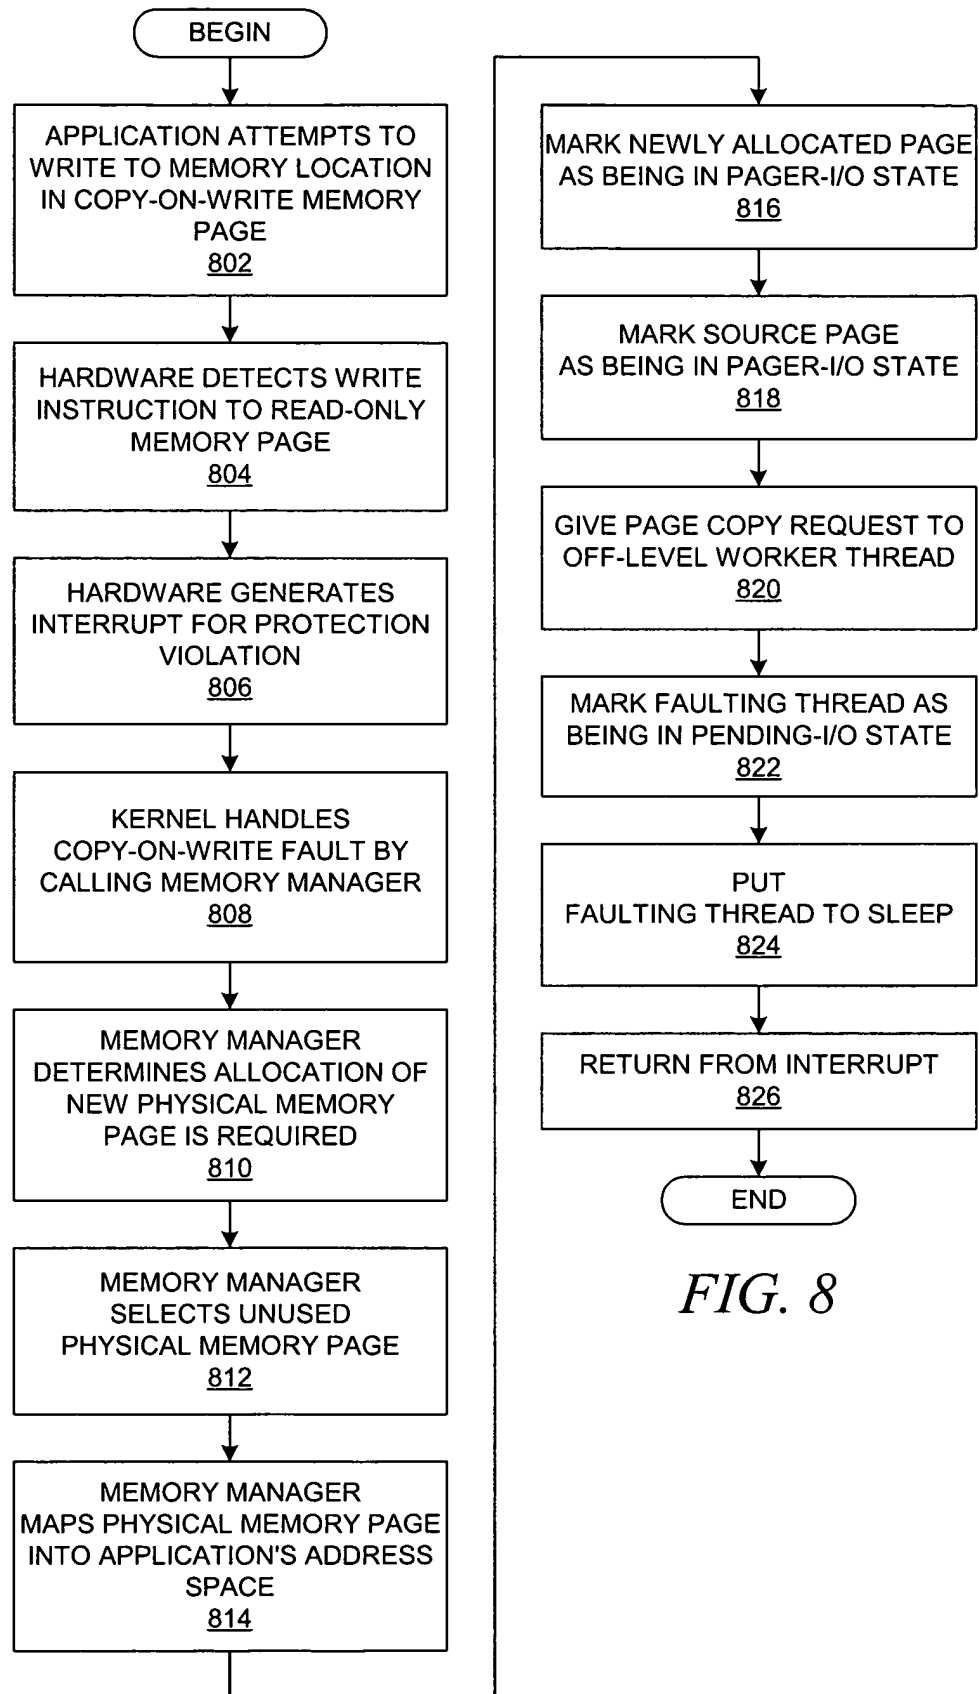 BEGIN
APPLICATION ATTEMPTS TO
WRITE TO MEMORY LOCATION
IN COPY-ON-WRITE MEMORY
PAGE
802
HARDWARE DETECTS WRITE
INSTRUCTION TO READ-ONLY
MEMORY PAGE
804
HARDWARE GENERATES
INTERRUPT FOR PROTECTION
VIOLATION
806
KERNEL HANDLES
COPY-ON-WRITE FAULT BY
CALLING MEMORY MANAGER
808
MEMORY MANAGER
DETERMINES ALLOCATION OF
NEW PHYSICAL MEMORY
PAGE IS REQUIRED
810
MEMORY MANAGER
SELECTS UNUSED
PHYSICAL MEMORY PAGE
812
MEMORY MANAGER
MAPS PHYSICAL MEMORY PAGE
INTO APPLICATION'S ADDRESS
SPACE
814
MARK NEWLY ALLOCATED PAGE
AS BEING IN PAGER-I/O STATE
816
MARK SOURCE PAGE
AS BEING IN PAGER-I/O STATE
818
GIVE PAGE COPY REQUEST TO
OFF-LEVEL WORKER THREAD
820
MARK FAULTING THREAD AS
BEING IN PENDING-I/O STATE
822
PUT
FAULTING THREAD TO SLEEP
824
RETURN FROM INTERRUPT
826
END
FIG. 8